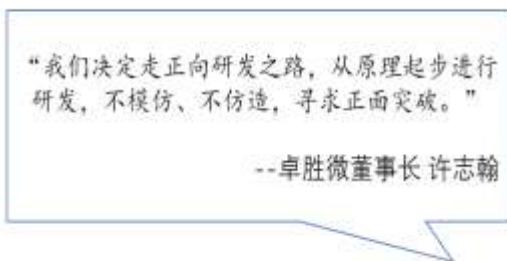 “我们决定走正向研发之路，从原理起步进行
研发，不模仿、不仿造，寻求正面突破。”
--卓胜微董事长 许志翰